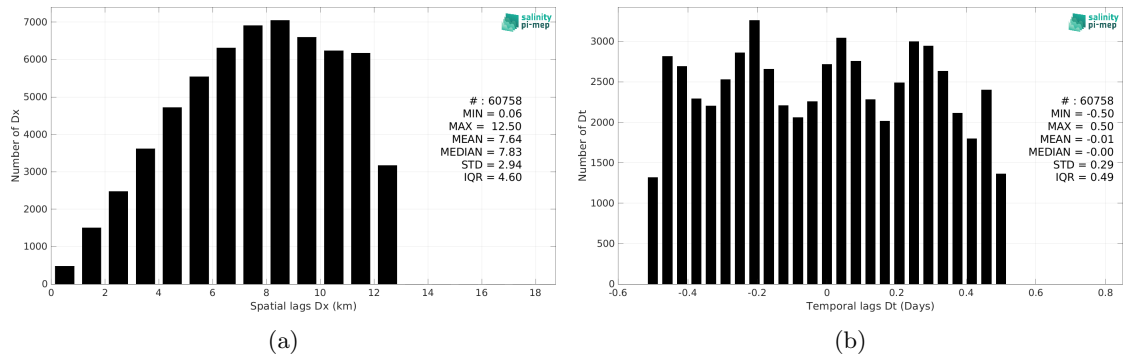 7000
6000
5000
4000
3000
2000
1000
0
Number of Dx
0 2 4 6 8 10 12 14 16 18
Spatial lags Dx (km)
salinity
pi-mep
# : 60758
MIN = 0.06
MAX = 12.50
MEAN = 7.64
MEDIAN = 7.83
STD = 2.94
IQR = 4.60
(a)
3000
2500
2000
1500
1000
500
0
Number of Dt
-0.6 -0.4 -0.2 0 0.2 0.4 0.6 0.8
Temporal lags Dt (Days)
salinity
pi-mep
# : 60758
MIN = -0.50
MAX = 0.50
MEAN = -0.01
MEDIAN = -0.00
STD = 0.29
IQR = 0.49
(b)